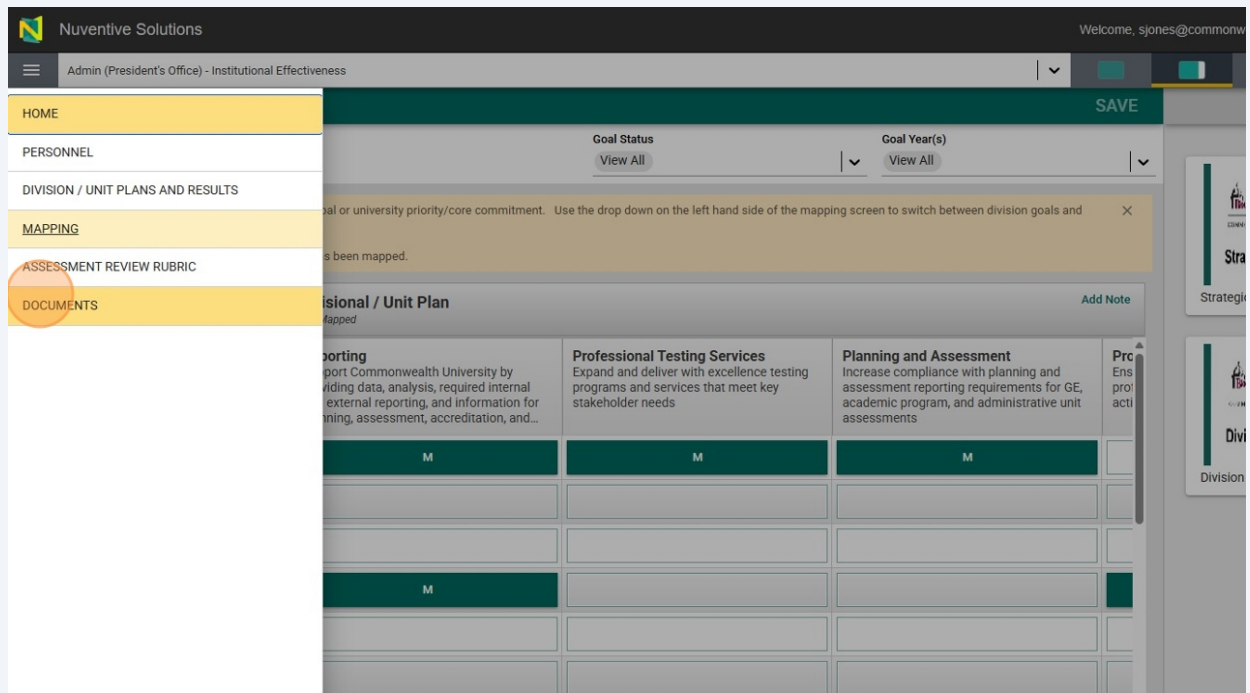 Nuventive Solutions
Welcome, sjones@commonw
Admin (President's Office) - Institutional Effectiveness
HOME
PERSONNEL
DIVISION / UNIT PLANS AND RESULTS
MAPPING
ASSESSMENT REVIEW RUBRIC
DOCUMENTS
SAVE
Goal Status
View All
Goal Year(s)
View All
or university priority/core commitment. Use the drop down on the left hand side of the mapping screen to switch between division goals and
been mapped.
isional / Unit Plan
Mapped
Add Note
porting
port Commonwealth University by
viding data, analysis, required internal
external reporting, and information for
nning, assessment, accreditation, and...
Professional Testing Services
Expand and deliver with excellence testing
programs and services that meet key
stakeholder needs
Planning and Assessment
Increase compliance with planning and
assessment reporting requirements for GE,
academic program, and administrative unit
assessments
Pro
Ens
prof
acti
M M M
M
Stra
Strategi
Divi
Division